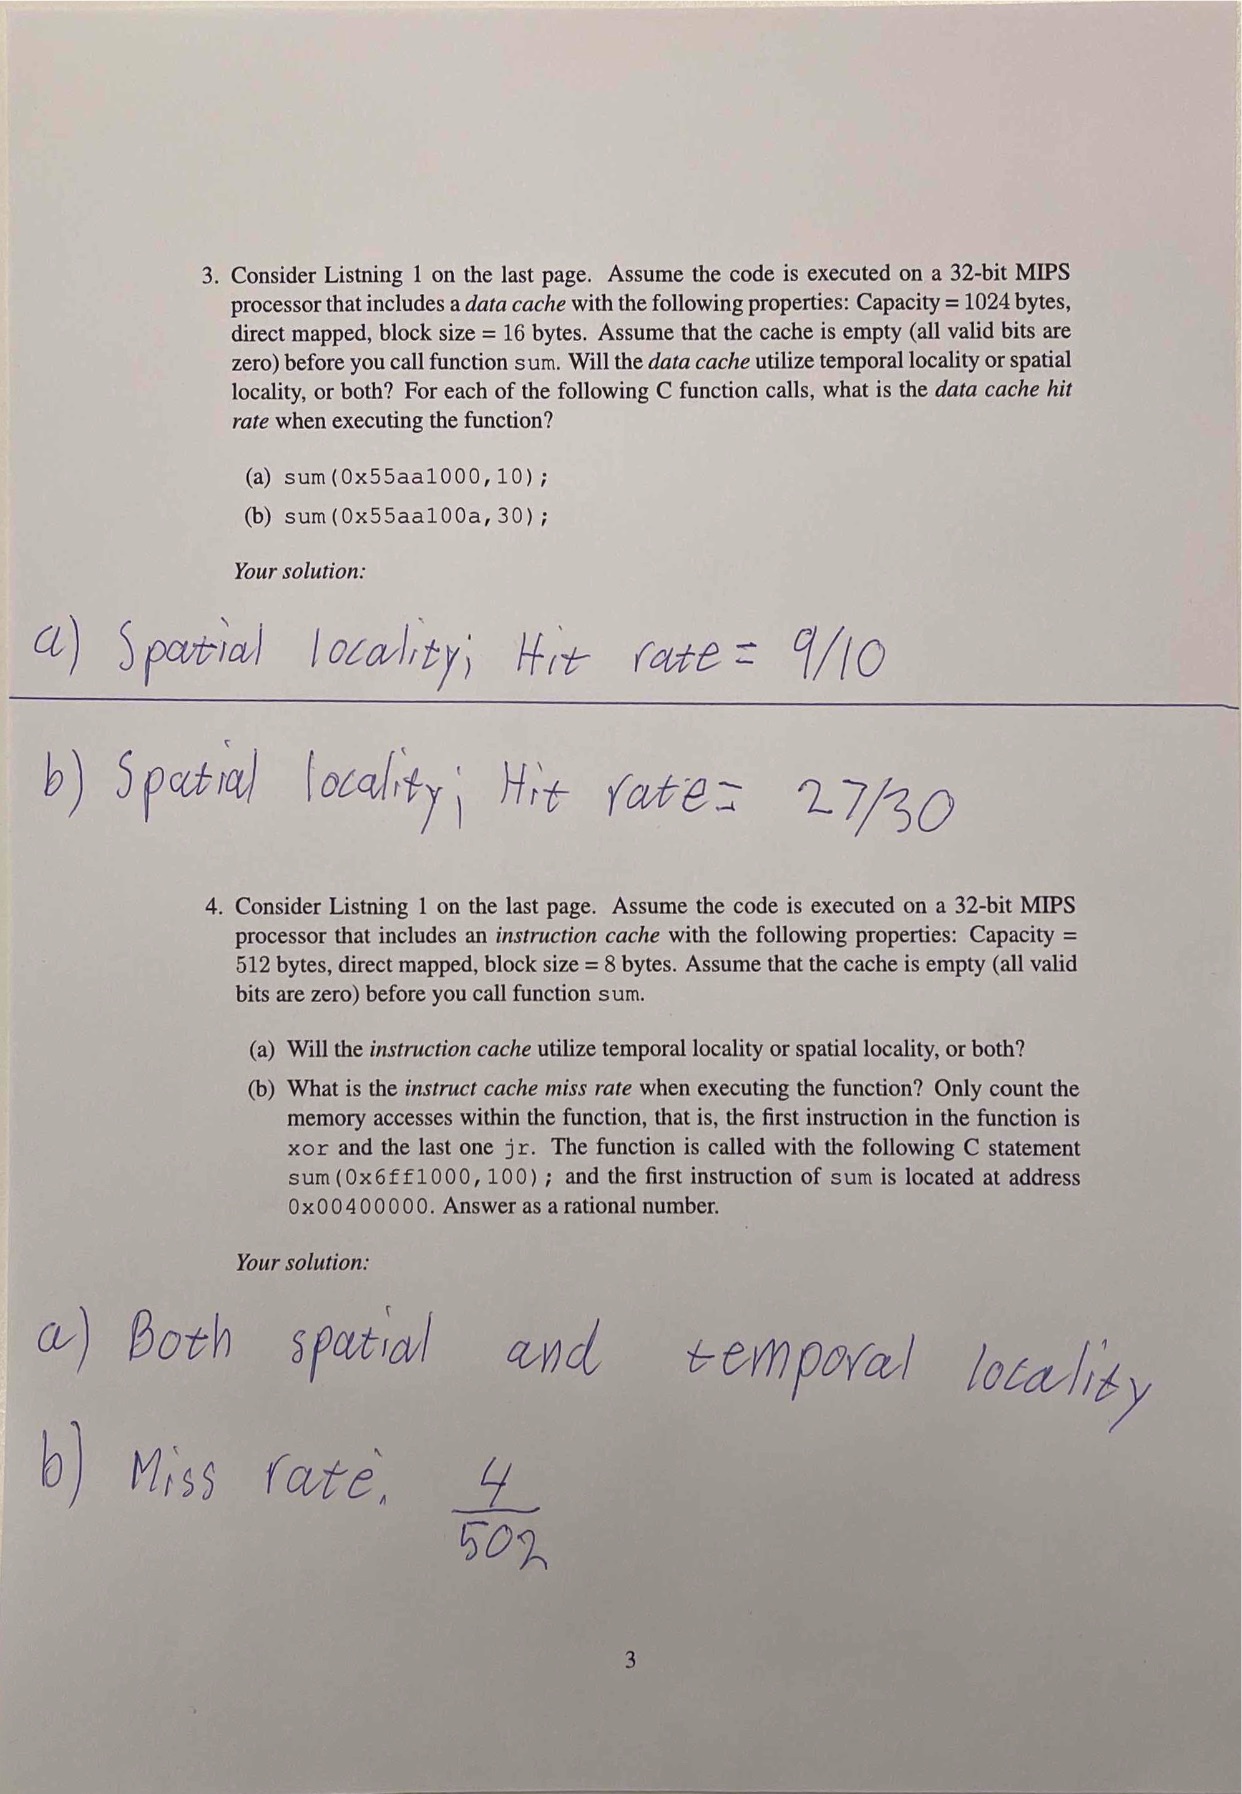 3. Consider Listning 1 on the last page. Assume the code is executed on a 32-bit MIPS
processor that includes a data cache with the following properties: Capacity = 1024 bytes,
direct mapped, block size = 16 bytes. Assume that the cache is empty (all valid bits are
zero) before you call function sum. Will the data cache utilize temporal locality or spatial
locality, or both? For each of the following C function calls, what is the data cache hit
rate when executing the function?
(a) sum(0x55aa1000,10);
(b) sum(0x55aa100a,30);
Your solution:
a) Spatial locality; Hit rate = 9/10
b) Spatial locality; Hit rate = 27/30
4. Consider Listning 1 on the last page. Assume the code is executed on a 32-bit MIPS
processor that includes an instruction cache with the following properties: Capacity =
512 bytes, direct mapped, block size = 8 bytes. Assume that the cache is empty (all valid
bits are zero) before you call function sum.
(a) Will the instruction cache utilize temporal locality or spatial locality, or both?
(b) What is the instruct cache miss rate when executing the function? Only count the
memory accesses within the function, that is, the first instruction in the function is
xor and the last one jr. The function is called with the following C statement
sum(0x6ff1000,100); and the first instruction of sum is located at address
0x00400000. Answer as a rational number.
Your solution:
a) Both spatial and temporal locality
b) Miss rate: 4/502
3